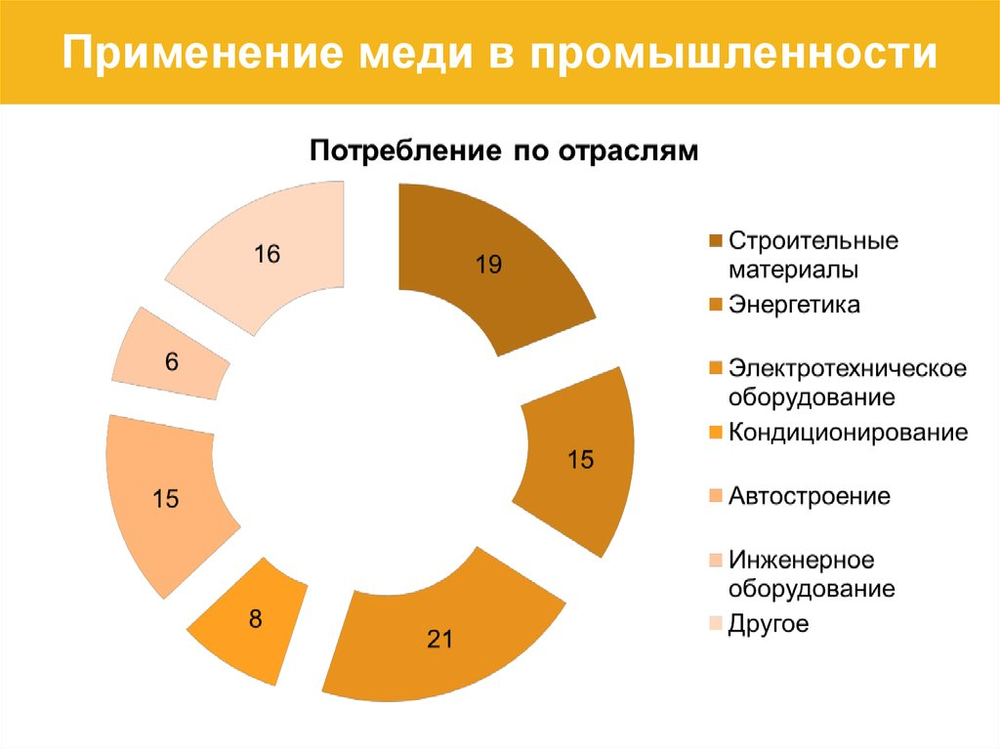 Применение меди в промышленности
Потребление по отраслям
16
19
6
15
15
8
21
Строительные
материалы
Энергетика
Электротехническое
оборудование
Кондиционирование
Автостроение
Инженерное
оборудование
Другое